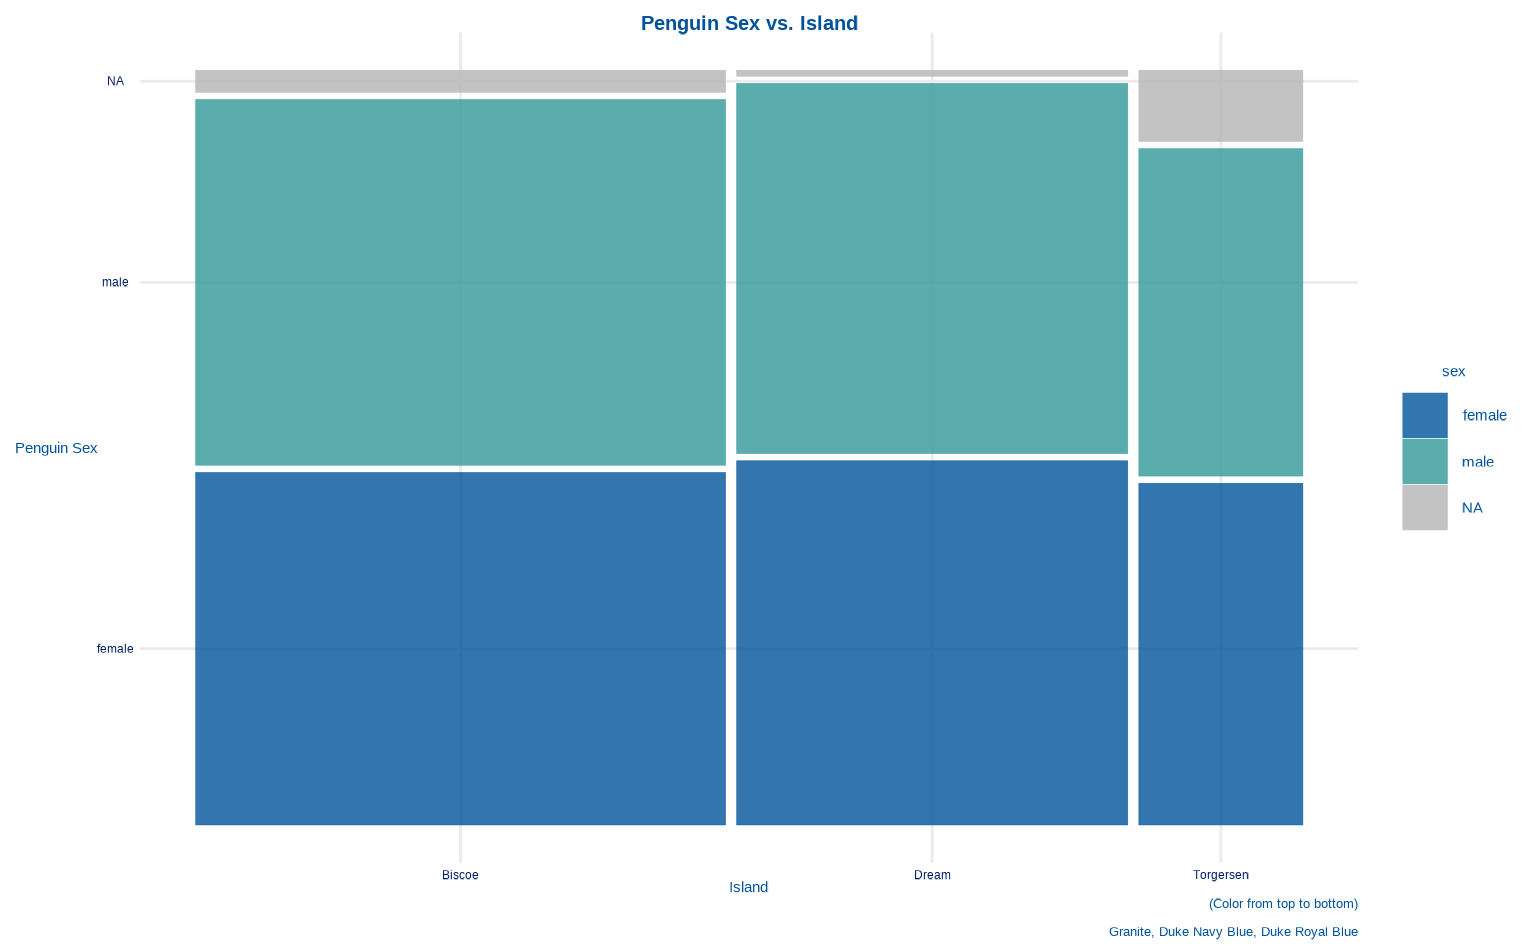 Penguin Sex vs. Island
NA
male
Penguin Sex
female
sex
female
male
NA
Biscoe
Dream
Torgersen
Island
(Color from top to bottom)
Granite, Duke Navy Blue, Duke Royal Blue